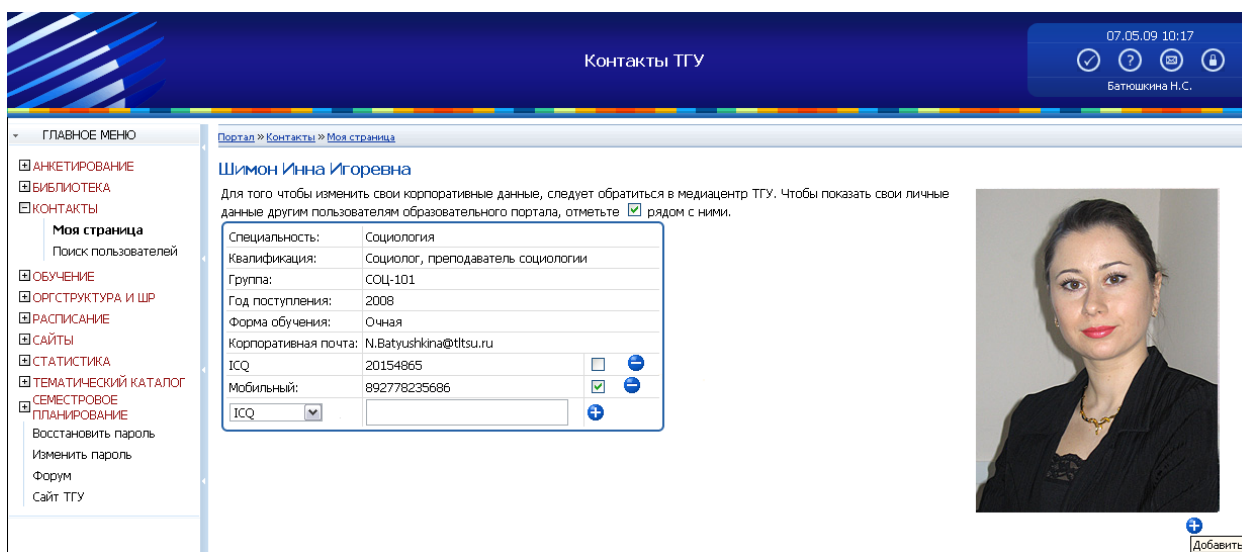 Контакты ТГУ
07.05.09 10:17
Батюшкина Н.С.
ГЛАВНОЕ МЕНЮ
АНКЕТИРОВАНИЕ
БИБЛИОТЕКА
КОНТАКТЫ
Моя страница
Поиск пользователей
ОБУЧЕНИЕ
ОРГСТРУКТУРА И ШР
РАСПИСАНИЕ
САЙТЫ
СТАТИСТИКА
ТЕМАТИЧЕСКИЙ КАТАЛОГ
СЕМЕСТРОВОЕ
ПЛАНИРОВАНИЕ
Восстановить пароль
Изменить пароль
Форум
Сайт ТГУ
Портал » Контакты » Моя страница
Шимон Инна Игоревна
Для того чтобы изменить свои корпоративные данные, следует обратиться в медиацентр ТГУ. Чтобы показать свои личные
данные другим пользователям образовательного портала, отметьте рядом с ними.
Специальность: Социология
Квалификация: Социолог, преподаватель социологии
Группа: СОЦ-101
Год поступления: 2008
Форма обучения: Очная
Корпоративная почта: N.Batyushkina@tltsu.ru
ICQ 20154865
Мобильный: 892778235686
ICQ
Добавить